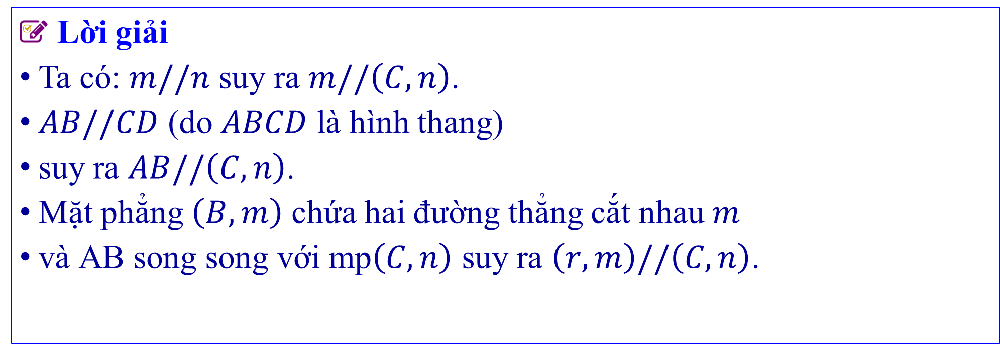 Lời giải
• Ta có: m//n suy ra m//(C, n).
• AB//CD (do ABCD là hình thang)
• suy ra AB//(C, n).
• Mặt phẳng (B, m) chứa hai đường thẳng cắt nhau m
• và AB song song với mp(C, n) suy ra (r, m)//(C, n).